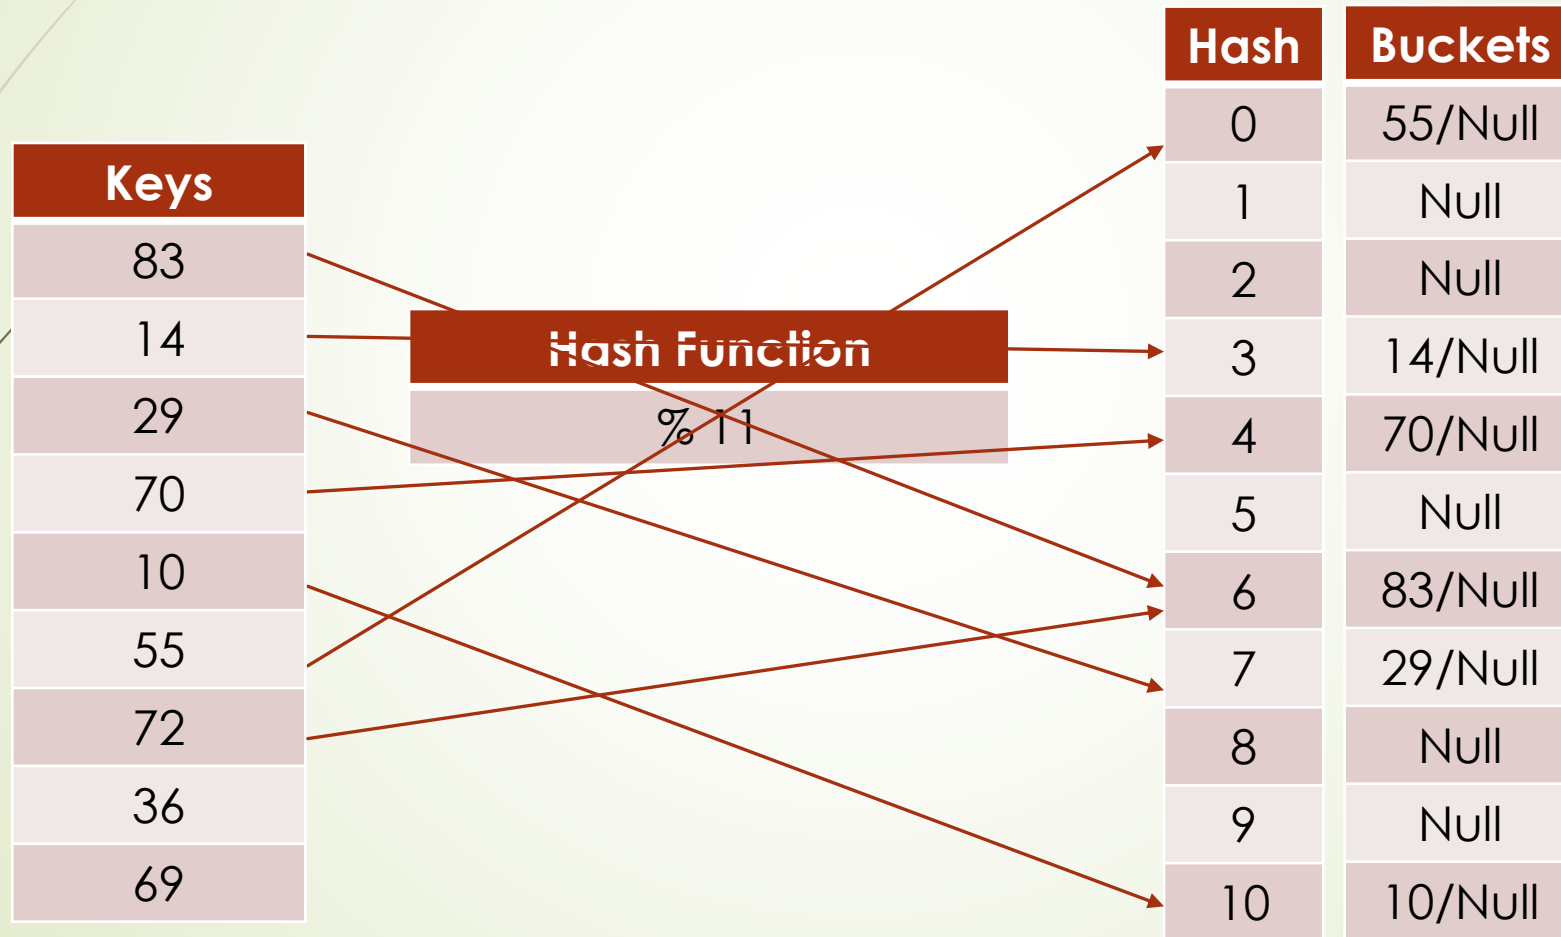 Keys
83
14
29
70
10
55
72
36
69
Hash Function
% 11
Hash Buckets
0 55/Null
1 Null
2 Null
3 14/Null
4 70/Null
5 Null
6 83/Null
7 29/Null
8 Null
9 Null
10 10/Null